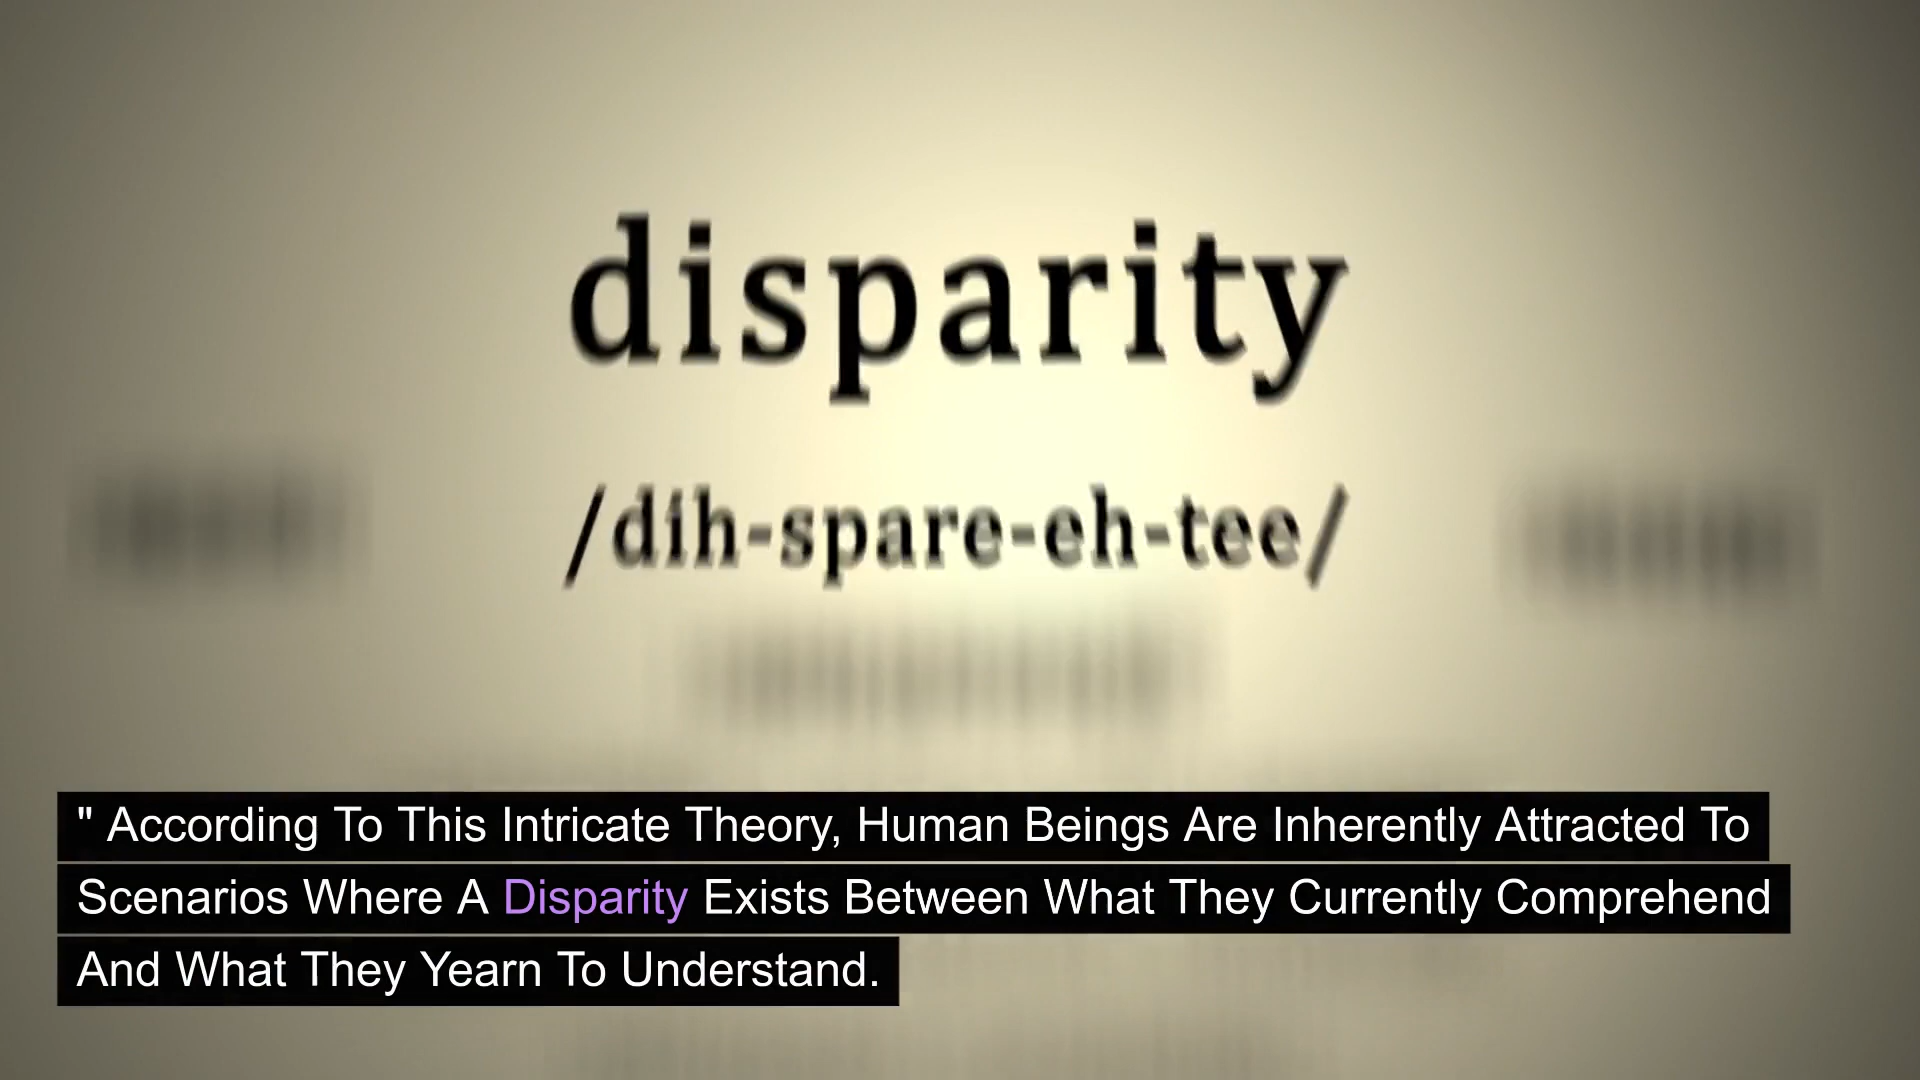 disparity
/dih-spare-eh-tee/
" According To This Intricate Theory, Human Beings Are Inherently Attracted To
Scenarios Where A Disparity Exists Between What They Currently Comprehend
And What They Yearn To Understand.